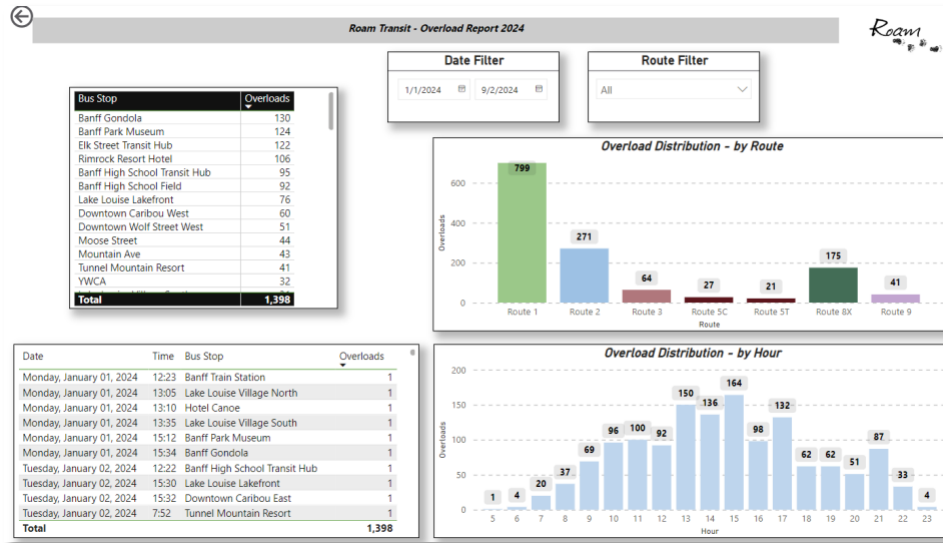 Roam Transit - Overload Report 2024
Roam
Date Filter
1/1/2024 9/2/2024
Route Filter
All
Bus Stop Overloads
Banff Gondola 130
Banff Park Museum 124
Elk Street Transit Hub 122
Rimrock Resort Hotel 106
Banff High School Transit Hub 95
Banff High School Field 92
Lake Louise Lakefront 76
Downtown Caribou West 60
Downtown Wolf Street West 51
Moose Street 44
Mountain Ave 43
Tunnel Mountain Resort 41
YWCA 32
Total 1,398
Overload Distribution - by Route
Overloads
600
400
200
0
799
271
64
27
21
175
41
Route 1 Route 2 Route 3 Route 5C Route 5T Route 8X Route 9
Route
Date Time Bus Stop Overloads
Monday, January 01, 2024 12:23 Banff Train Station 1
Monday, January 01, 2024 13:05 Lake Louise Village North 1
Monday, January 01, 2024 13:10 Hotel Canoe 1
Monday, January 01, 2024 13:35 Lake Louise Village South 1
Monday, January 01, 2024 15:12 Banff Park Museum 1
Monday, January 01, 2024 15:34 Banff Gondola 1
Tuesday, January 02, 2024 12:22 Banff High School Transit Hub 1
Tuesday, January 02, 2024 15:30 Lake Louise Lakefront 1
Tuesday, January 02, 2024 15:32 Downtown Caribou East 1
Tuesday, January 02, 2024 7:52 Tunnel Mountain Resort 1
Total 1,398
Overload Distribution - by Hour
Overloads
200
150
100
50
0
1 4 20 37 69 96 100 92 150 136 164 98 132 62 62 51 87 33 4
5 6 7 8 9 10 11 12 13 14 15 16 17 18 19 20 21 22 23
Hour